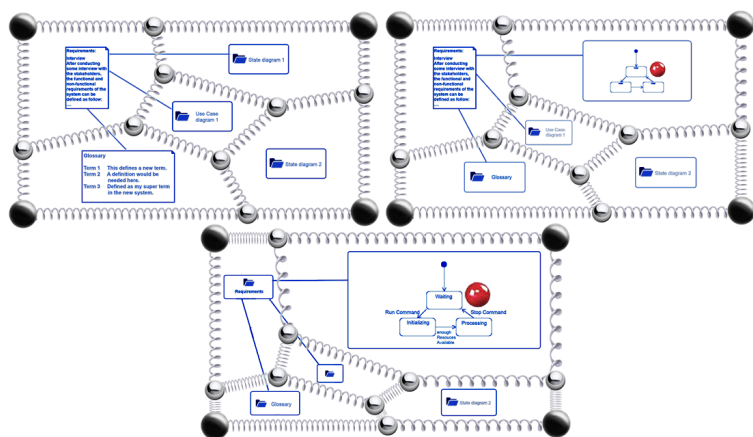 Requirements:
Interview
After conducting
some interview with
the stakeholders,
the functional and
non-functional
requirements of the
system can be
defined as follow:
...
State diagram 1
Use Case
diagram 1
Glossary
Term 1 This defines a new term.
Term 2 A definition would be
needed here.
Term 3 Defined as my super term
in the new system.
State diagram 2
Requirements:
Interview
After conducting
some interview with
the stakeholders,
the functional and
non-functional
requirements of the
system can be
defined as follow:
...
Use Case
diagram 1
Glossary
State diagram 2
Requirements
Waiting
Run Command
Stop Command
Initializing
Processing
enough
Resouces
Available
Glossary
State diagram 2